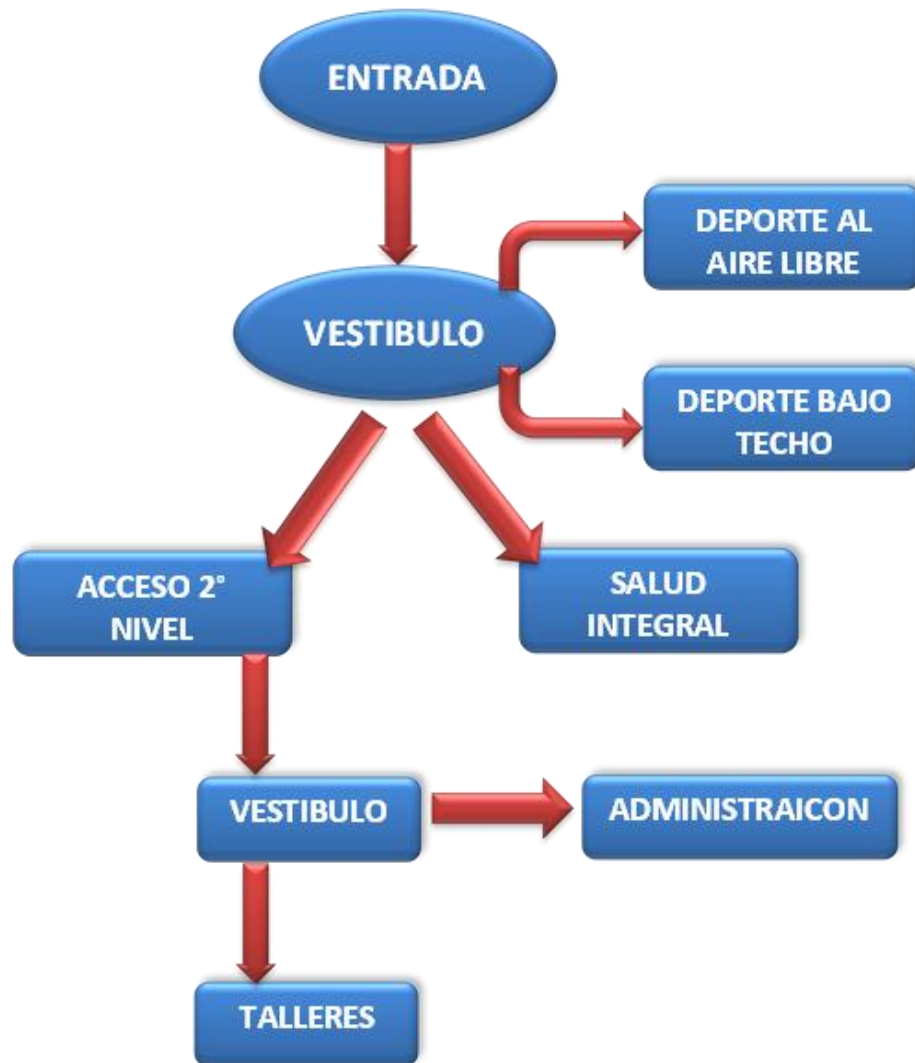 ENTRADA
DEPORTE AL
AIRE LIBRE
VESTIBULO
DEPORTE BAJO
TECHO
ACCESO 2°
NIVEL
SALUD
INTEGRAL
VESTIBULO
ADMINISTRAICON
TALLERES